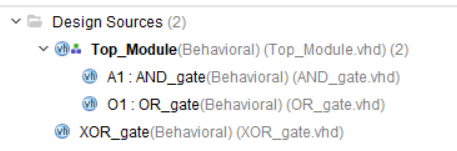 Design Sources (2)
Top_Module(Behavioral) (Top_Module.vhd) (2)
A1 : AND_gate(Behavioral) (AND_gate.vhd)
O1 : OR_gate(Behavioral) (OR_gate.vhd)
XOR_gate(Behavioral) (XOR_gate.vhd)